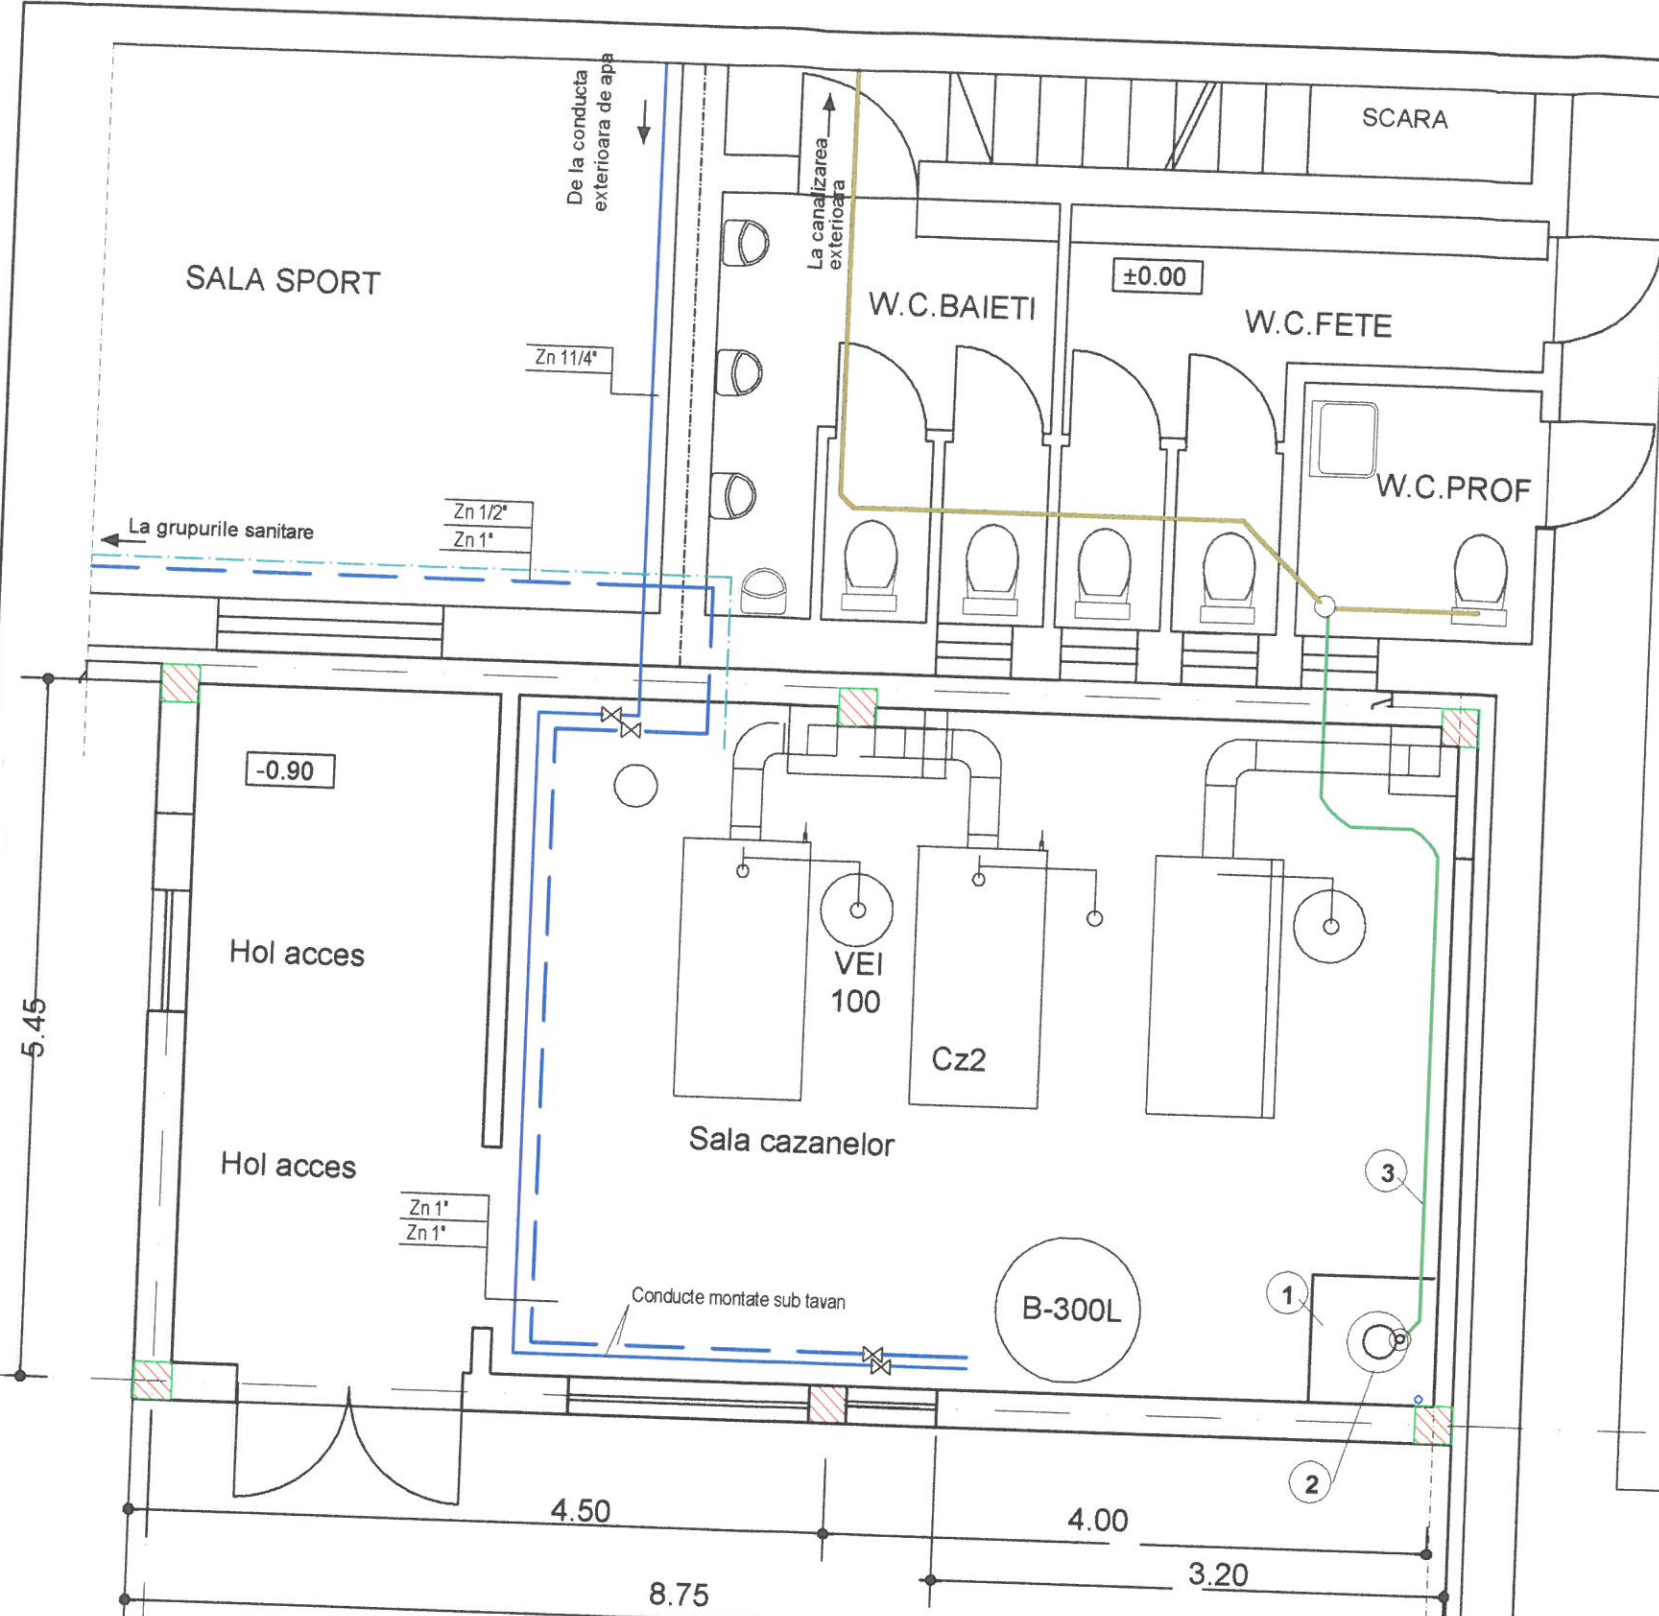 De la conducta
exterioara de apa
La canalizarea
exterioara
SCARA
SALA SPORT
±0.00
W.C.BAIETI
W.C.FETE
Zn 11/4"
W.C.PROF
Zn 1/2"
Zn 1"
La grupurile sanitare
-0.90
Hol acces
VEI
100
5.45
Cz2
Sala cazanelor
Hol acces
3
Zn 1"
Zn 1"
Conducte montate sub tavan
B-300L
1
2
4.50
4.00
3.20
8.75